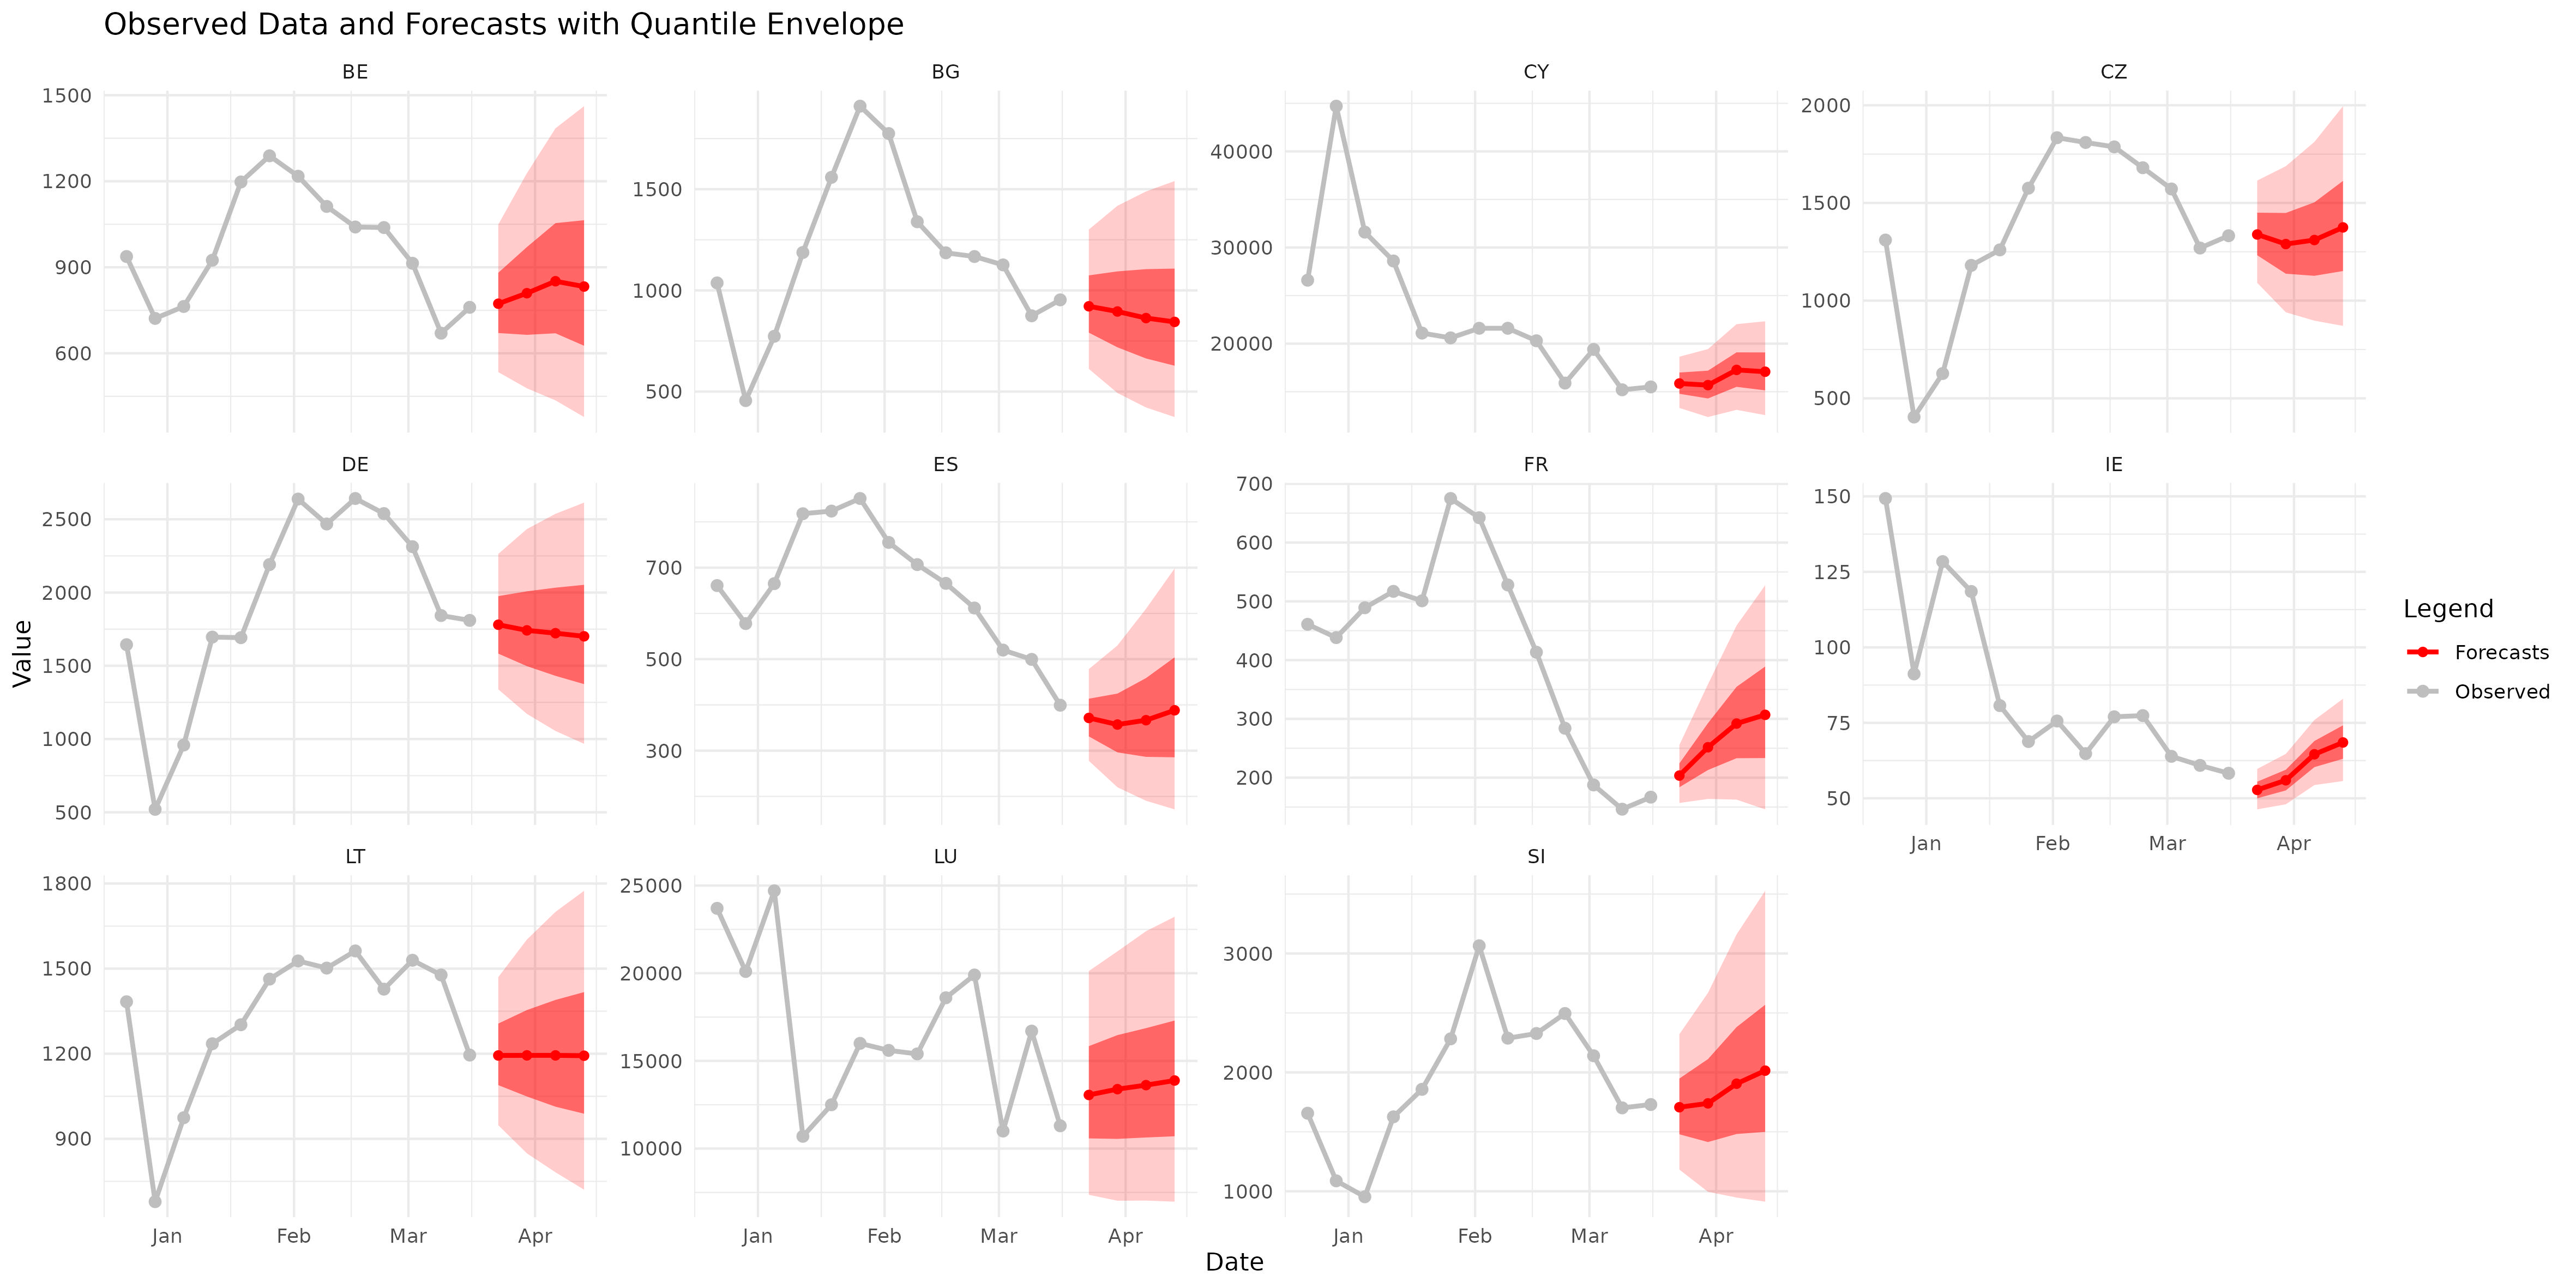 Observed Data and Forecasts with Quantile Envelope
BE
BG
CY
CZ
1500
1200
900
600
1500
1000
500
40000
30000
20000
2000
1500
1000
500
DE
ES
FR
IE
2500
2000
1500
1000
500
700
500
300
700
600
500
400
300
200
150
125
100
75
50
Jan Feb Mar Apr
LT
LU
SI
1800
1500
1200
900
25000
20000
15000
10000
3000
2000
1000
Jan Feb Mar Apr
Jan Feb Mar Apr
Jan Feb Mar Apr
Value
Date
Legend
Forecasts
Observed